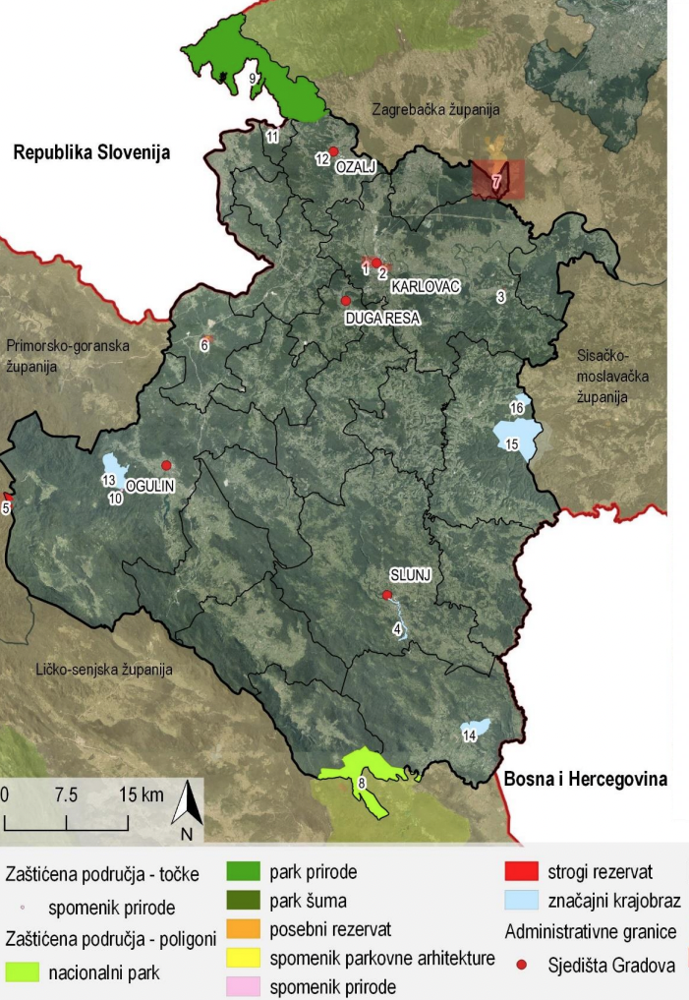 9
Zagrebačka županija
11
Republika Slovenija
12
OZALJ
7
1
2
KARLOVAC
3
DUGA RESA
Primorsko-goranska
županija
6
Sisačko-
moslavačka
županija
16
15
13
OGULIN
10
5
SLUNJ
4
Ličko-senjska županija
14
Bosna i Hercegovina
8
0
7.5
15 km
N
Zaštićena područja - točke
spomenik prirode
Zaštićena područja - poligoni
nacionalni park
park prirode
park šuma
posebni rezervat
spomenik parkovne arhitekture
spomenik prirode
strogi rezervat
značajni krajobraz
Administrativne granice
Sjedišta Gradova